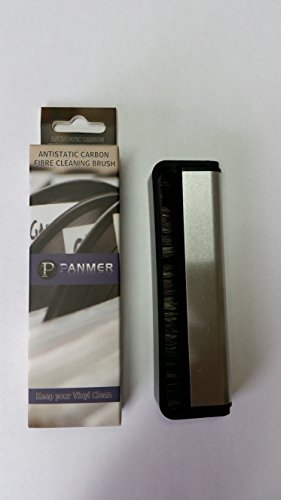 ANTISTATIC CARBON
ANTISTATIC CARBON
FIBRE CLEANING BRUSH
P PANMER
Keep your Vinyl Clean